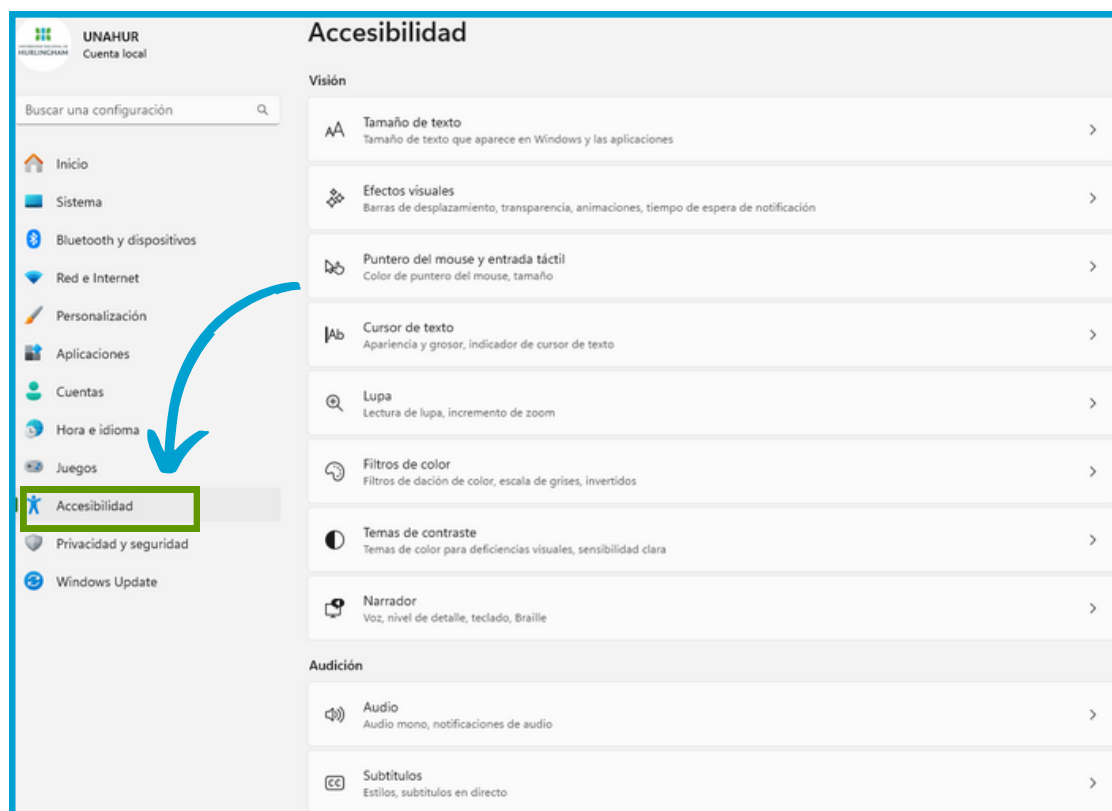 HURLINGHAM
UNAHUR
Cuenta local
Buscar una configuración
Inicio
Sistema
Bluetooth y dispositivos
Red e Internet
Personalización
Aplicaciones
Cuentas
Hora e idioma
Juegos
Accesibilidad
Privacidad y seguridad
Windows Update
Accesibilidad
Visión
AA
Tamaño de texto
Tamaño de texto que aparece en Windows y las aplicaciones
Efectos visuales
Barras de desplazamiento, transparencia, animaciones, tiempo de espera de notificación
Puntero del mouse y entrada táctil
Color de puntero del mouse, tamaño
Ab
Cursor de texto
Apariencia y grosor, indicador de cursor de texto
Lupa
Lectura de lupa, incremento de zoom
Filtros de color
Filtros de dación de color, escala de grises, invertidos
Temas de contraste
Temas de color para deficiencias visuales, sensibilidad clara
Narrador
Voz, nivel de detalle, teclado, Braille
Audición
Audio
Audio mono, notificaciones de audio
CC
Subtítulos
Estilos, subtítulos en directo